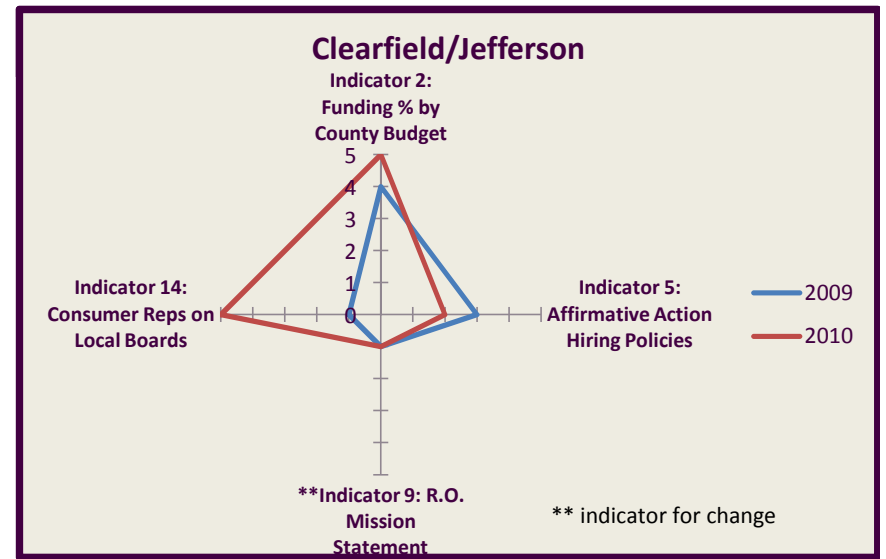 Clearfield/Jefferson
Indicator 2:
Funding % by
County Budget
5
4
3
2
1
0
Indicator 14:
Consumer Reps on
Local Boards
Indicator 5:
Affirmative Action
Hiring Policies
2009
2010
**Indicator 9: R.O.
Mission
Statement
** indicator for change